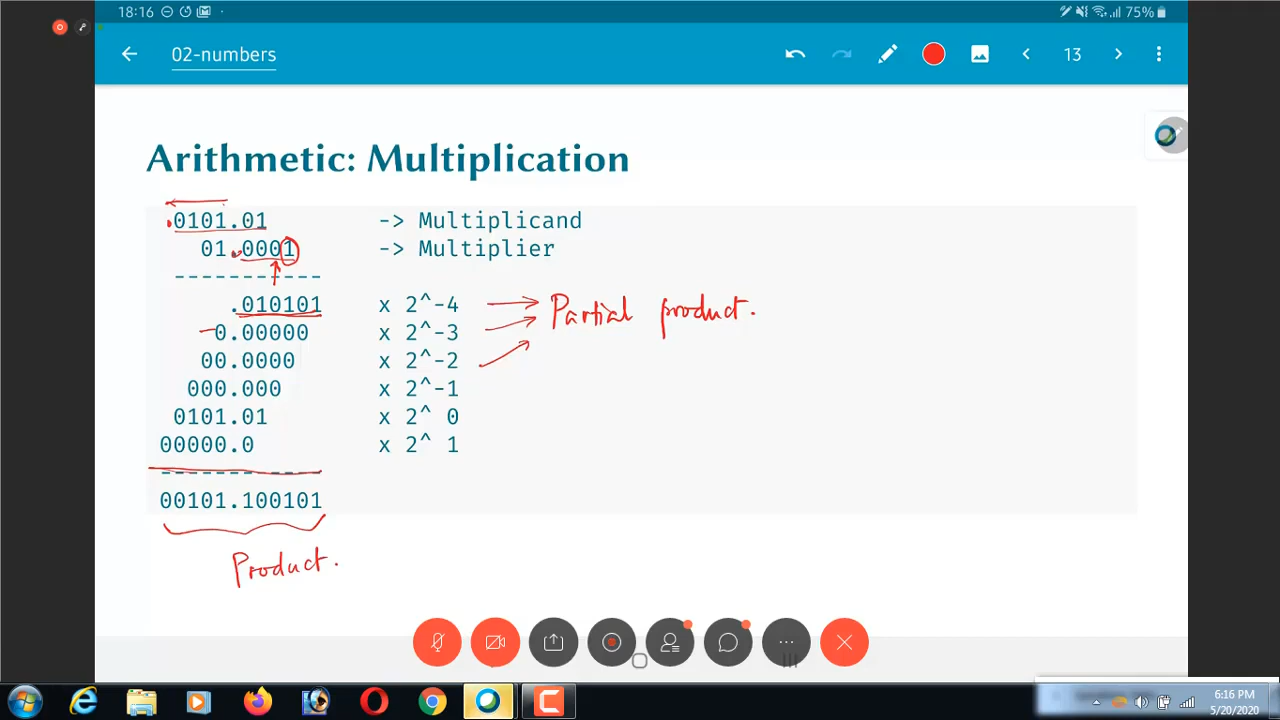 18:16
75%
02-numbers
13
Arithmetic: Multiplication
0101.01 -> Multiplicand
01.0001 -> Multiplier
-----------
.010101 x 2^-4 Partial product.
0.00000 x 2^-3
00.0000 x 2^-2
000.000 x 2^-1
0101.01 x 2^ 0
00000.0 x 2^ 1
------------
00101.100101
Product.
6:16 PM
5/20/2020